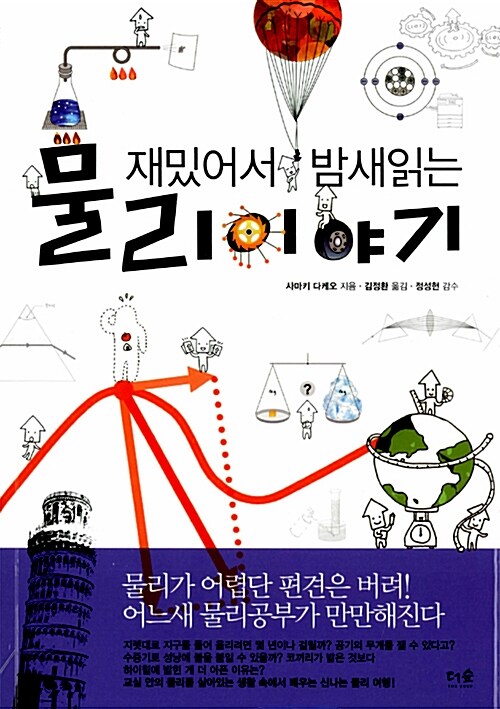 재밌어서 밤새읽는
물리이야기
사마키 다케오 지음 · 김정환 옮김 · 정성헌 감수
kg
?
kg
물리가 어렵단 편견은 버려!
어느새 물리공부가 만만해진다
지렛대로 지구를 들어 올리려면 몇 년이나 걸릴까? 공기의 무게를 잴 수 있다고?
수증기로 성냥에 불을 붙일 수 있을까? 코끼리가 밟은 것보다
하이힐에 밟힌 게 더 아픈 이유는?
교실 안의 물리를 살아있는 생활 속에서 배우는 신나는 물리 여행!
더숲